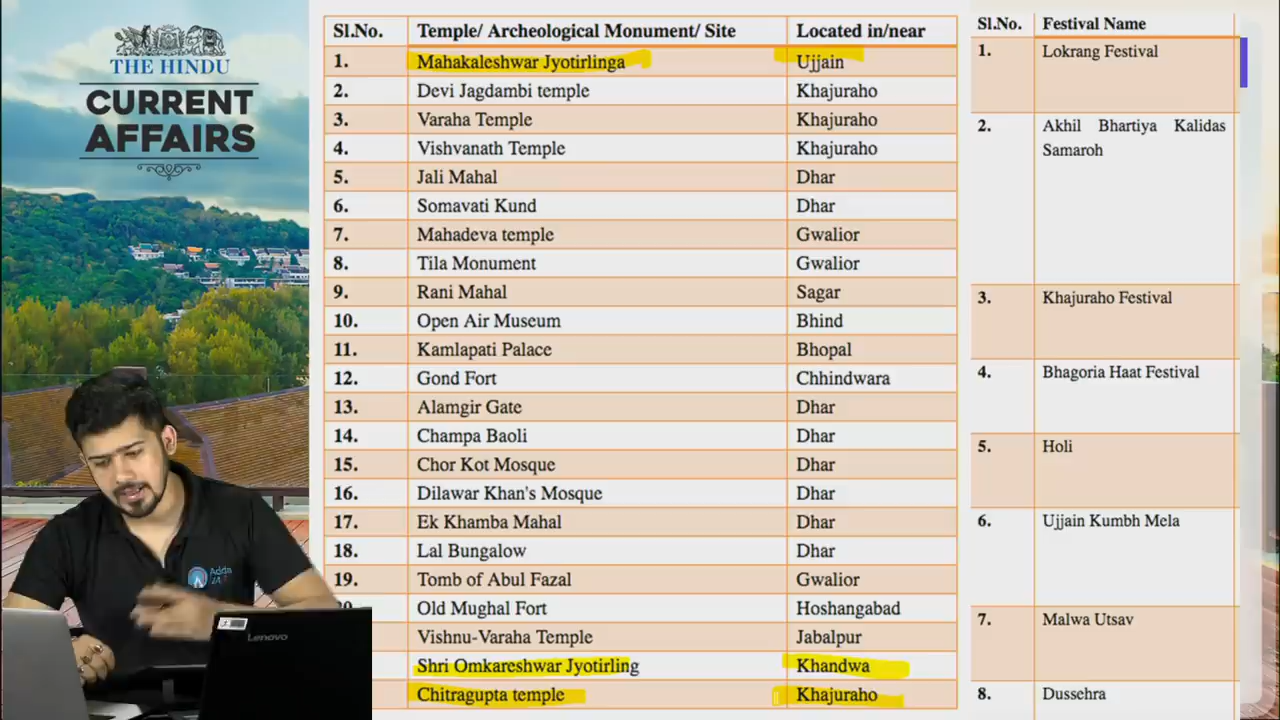 THE HINDU
CURRENT
AFFAIRS
Sl.No. Temple/ Archeological Monument/ Site Located in/near
1. Mahakaleshwar Jyotirlinga Ujjain
2. Devi Jagdambi temple Khajuraho
3. Varaha Temple Khajuraho
4. Vishvanath Temple Khajuraho
5. Jali Mahal Dhar
6. Somavati Kund Dhar
7. Mahadeva temple Gwalior
8. Tila Monument Gwalior
9. Rani Mahal Sagar
10. Open Air Museum Bhind
11. Kamlapati Palace Bhopal
12. Gond Fort Chhindwara
13. Alamgir Gate Dhar
14. Champa Baoli Dhar
15. Chor Kot Mosque Dhar
16. Dilawar Khan's Mosque Dhar
17. Ek Khamba Mahal Dhar
18. Lal Bungalow Dhar
19. Tomb of Abul Fazal Gwalior
Old Mughal Fort Hoshangabad
Vishnu-Varaha Temple Jabalpur
Shri Omkareshwar Jyotirling Khandwa
Chitragupta temple Khajuraho
Sl.No. Festival Name
1. Lokrang Festival
2. Akhil Bhartiya Kalidas
Samaroh
3. Khajuraho Festival
4. Bhagoria Haat Festival
5. Holi
6. Ujjain Kumbh Mela
7. Malwa Utsav
8. Dussehra
Adda
Lenovo